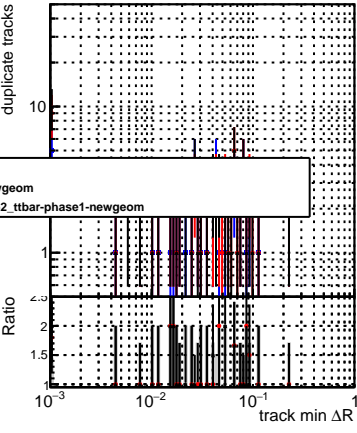 duplicate tracks
10
wgeom
2_ttbar-phase1-newgeom
1
Ratio
2.5
2
1.5
1
10⁻³ 10⁻² 10⁻¹ 1
track min ΔR